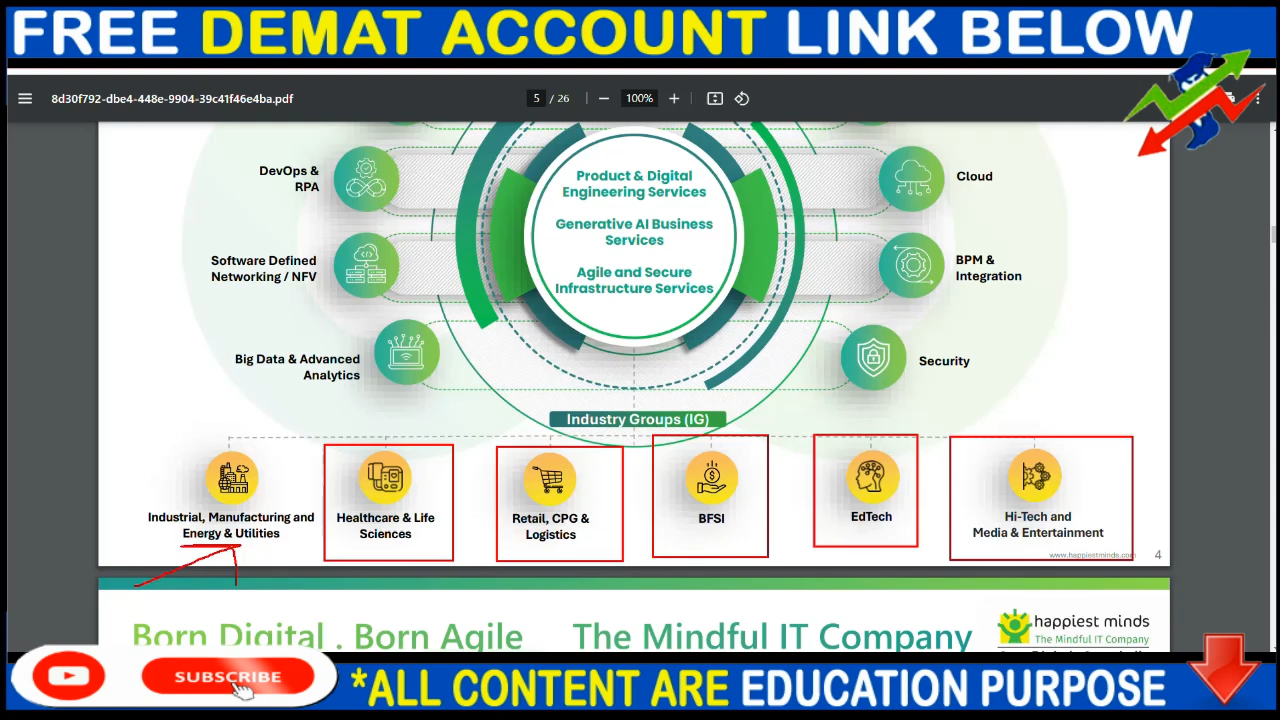 FREE DEMAT ACCOUNT LINK BELOW
8d30f792-dbe4-448e-9904-39c41f46e4ba.pdf
5 / 26
100%
DevOps &
RPA
Software Defined
Networking / NFV
Big Data & Advanced
Analytics
Product & Digital
Engineering Services
Generative AI Business
Services
Agile and Secure
Infrastructure Services
Cloud
BPM &
Integration
Security
Industry Groups (IG)
Industrial, Manufacturing and
Energy & Utilities
Healthcare & Life
Sciences
Retail, CPG &
Logistics
BFSI
EdTech
Hi-Tech and
Media & Entertainment
www.happiestminds.com
4
Born Digital . Born Agile
The Mindful IT Company
happiest minds
The Mindful IT Company
SUBSCRIBE
*ALL CONTENT ARE EDUCATION PURPOSE